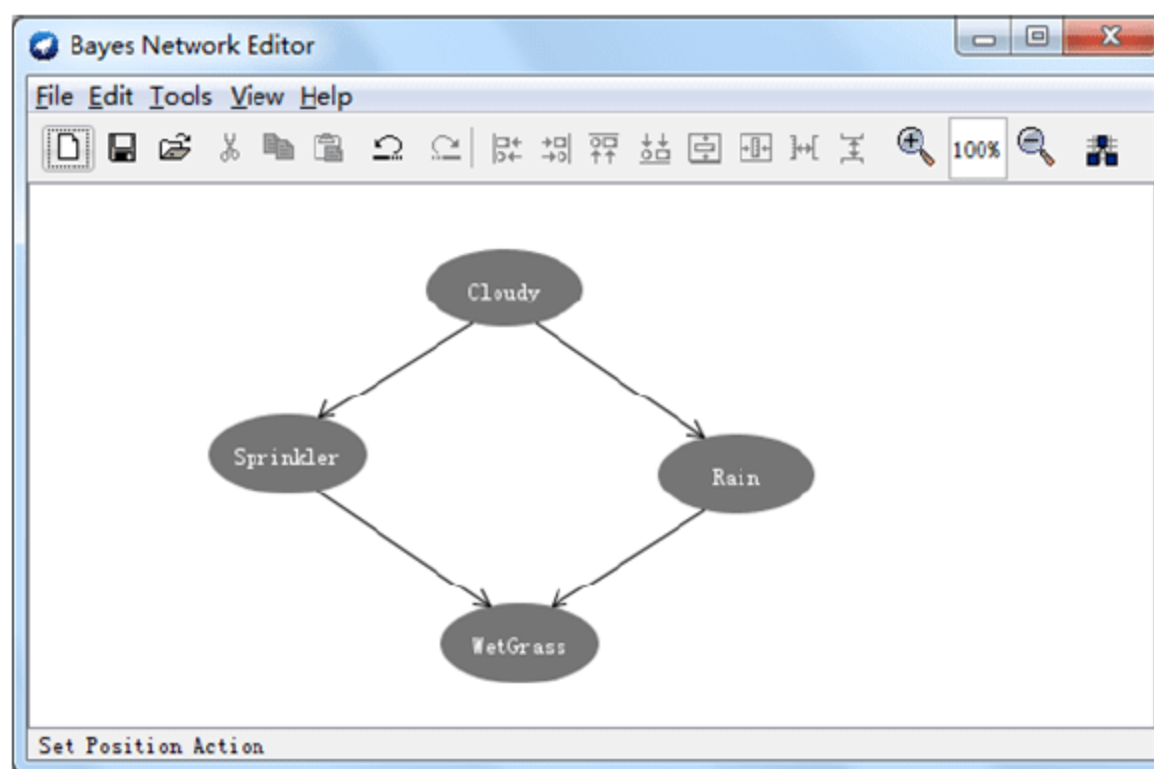 Bayes Network Editor
File Edit Tools View Help
100%
Cloudy
Sprinkler
Rain
WetGrass
Set Position Action